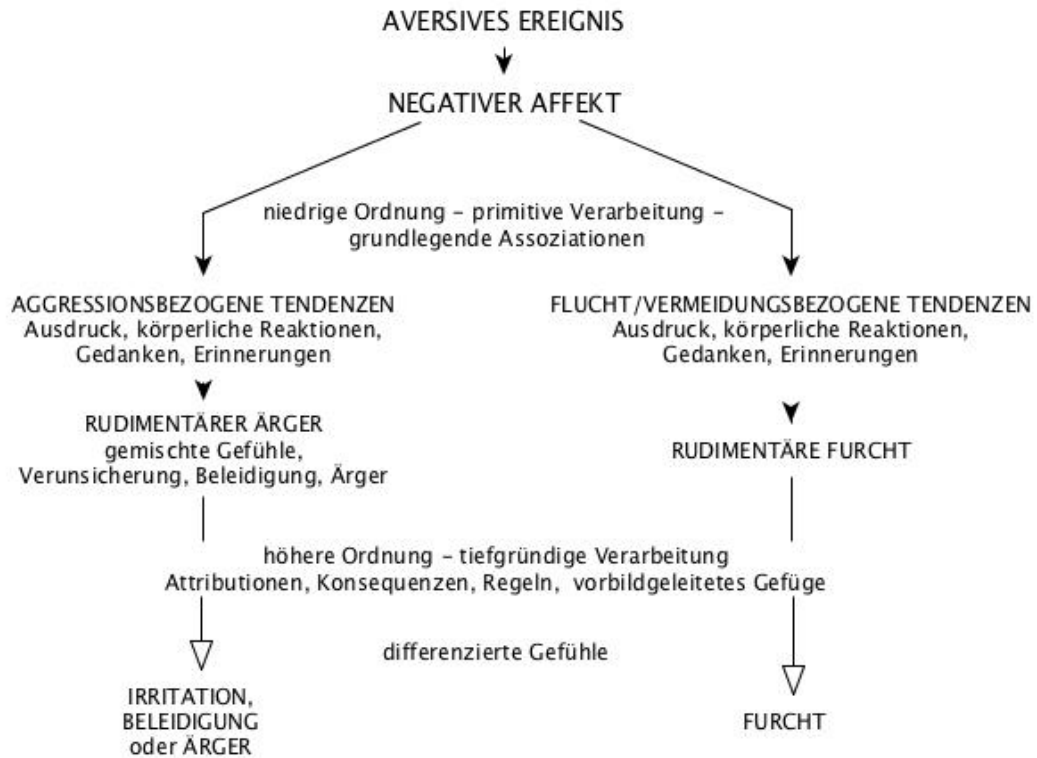 AVERSIVES EREIGNIS
NEGATIVER AFFEKT
niedrige Ordnung – primitive Verarbeitung –
grundlegende Assoziationen
AGGRESSIONSBEZOGENE TENDENZEN
Ausdruck, körperliche Reaktionen,
Gedanken, Erinnerungen
FLUCHT/VERMEIDUNGSBEZOGENE TENDENZEN
Ausdruck, körperliche Reaktionen,
Gedanken, Erinnerungen
RUDIMENTÄRER ÄRGER
gemischte Gefühle,
Verunsicherung, Beleidigung, Ärger
RUDIMENTÄRE FURCHT
höhere Ordnung – tiefgründige Verarbeitung
Attributionen, Konsequenzen, Regeln, vorbildgeleitetes Gefüge
differenzierte Gefühle
IRRITATION,
BELEIDIGUNG
oder ÄRGER
FURCHT